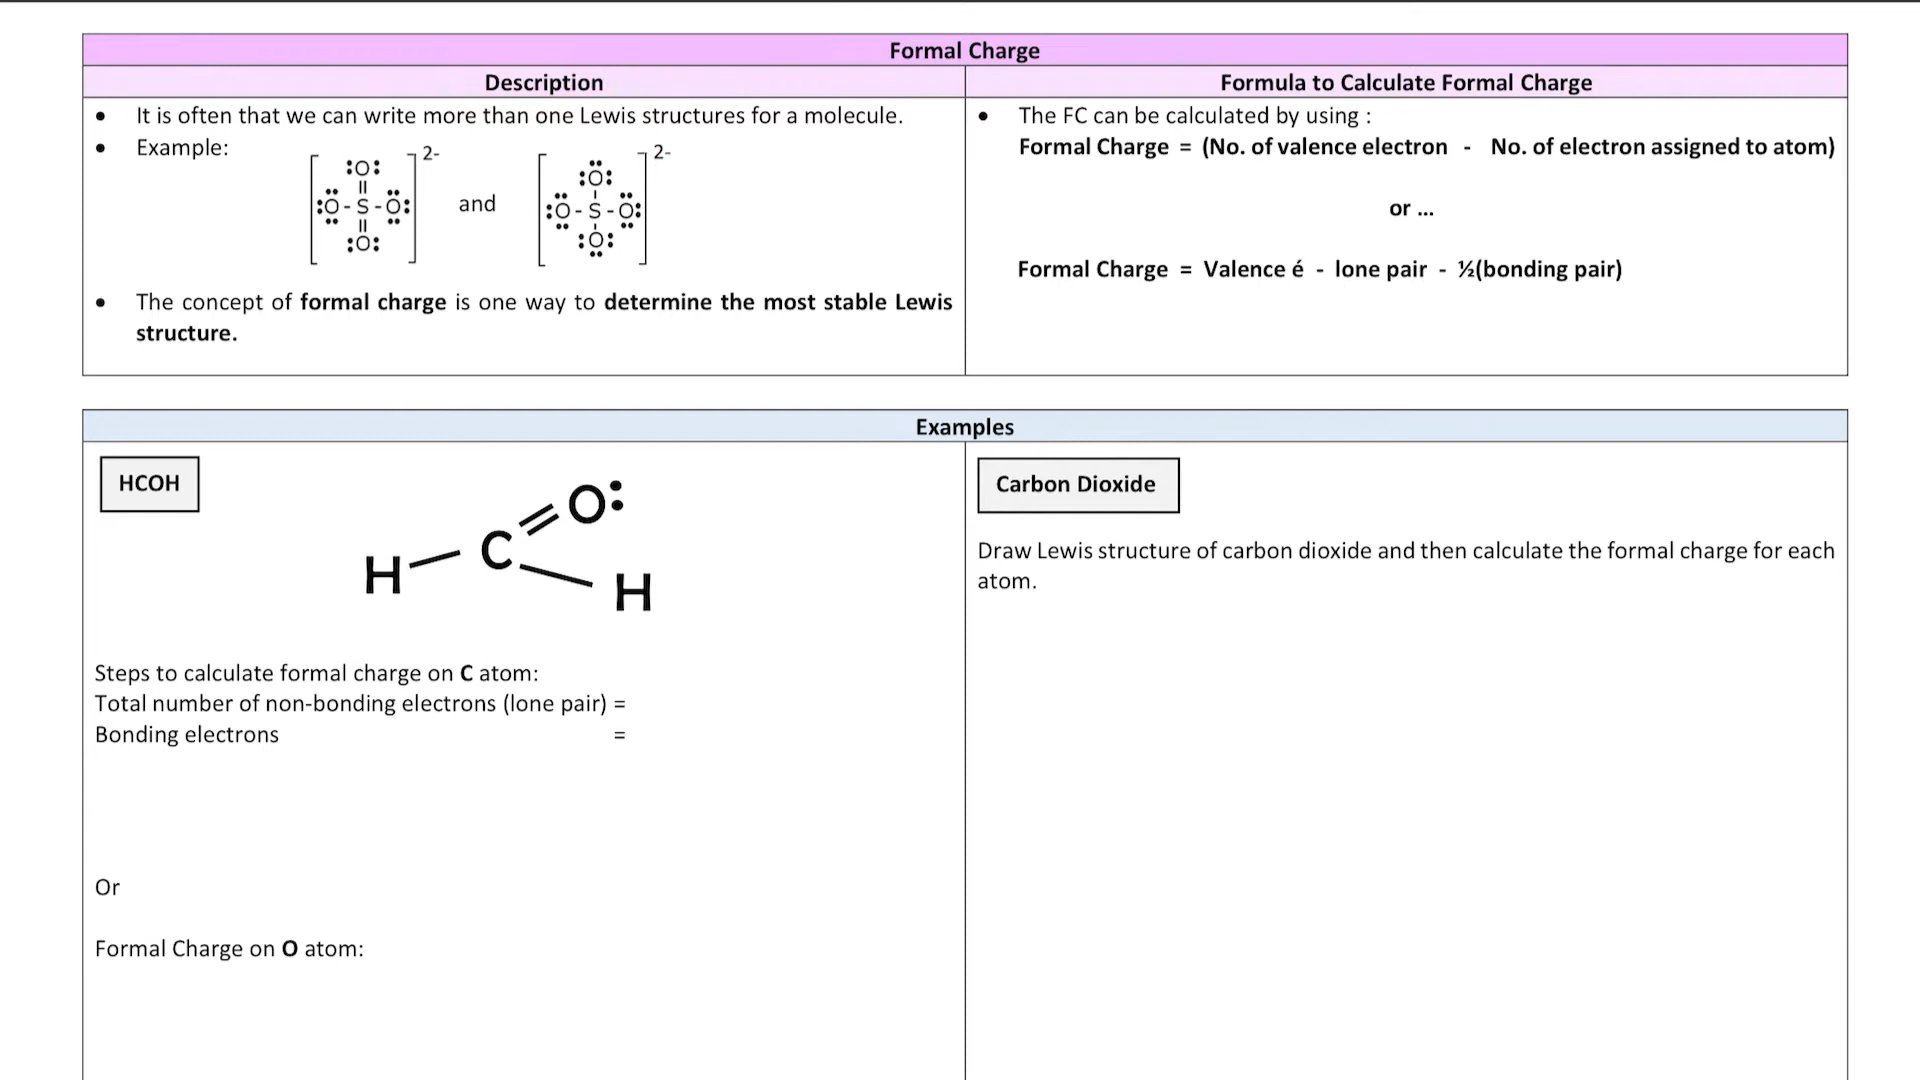 Formal Charge
Description
Formula to Calculate Formal Charge
• It is often that we can write more than one Lewis structures for a molecule.
• Example:
:O:
:O-S-O:
:O:
2-
and
:O:
:O-S-O:
:O:
2-
• The concept of formal charge is one way to determine the most stable Lewis
structure.
• The FC can be calculated by using :
Formal Charge = (No. of valence electron - No. of electron assigned to atom)
or ...
Formal Charge = Valence é - lone pair - ½(bonding pair)
Examples
HCOH
O:
C
H
H
Steps to calculate formal charge on C atom:
Total number of non-bonding electrons (lone pair) =
Bonding electrons =
Or
Formal Charge on O atom:
Carbon Dioxide
Draw Lewis structure of carbon dioxide and then calculate the formal charge for each
atom.